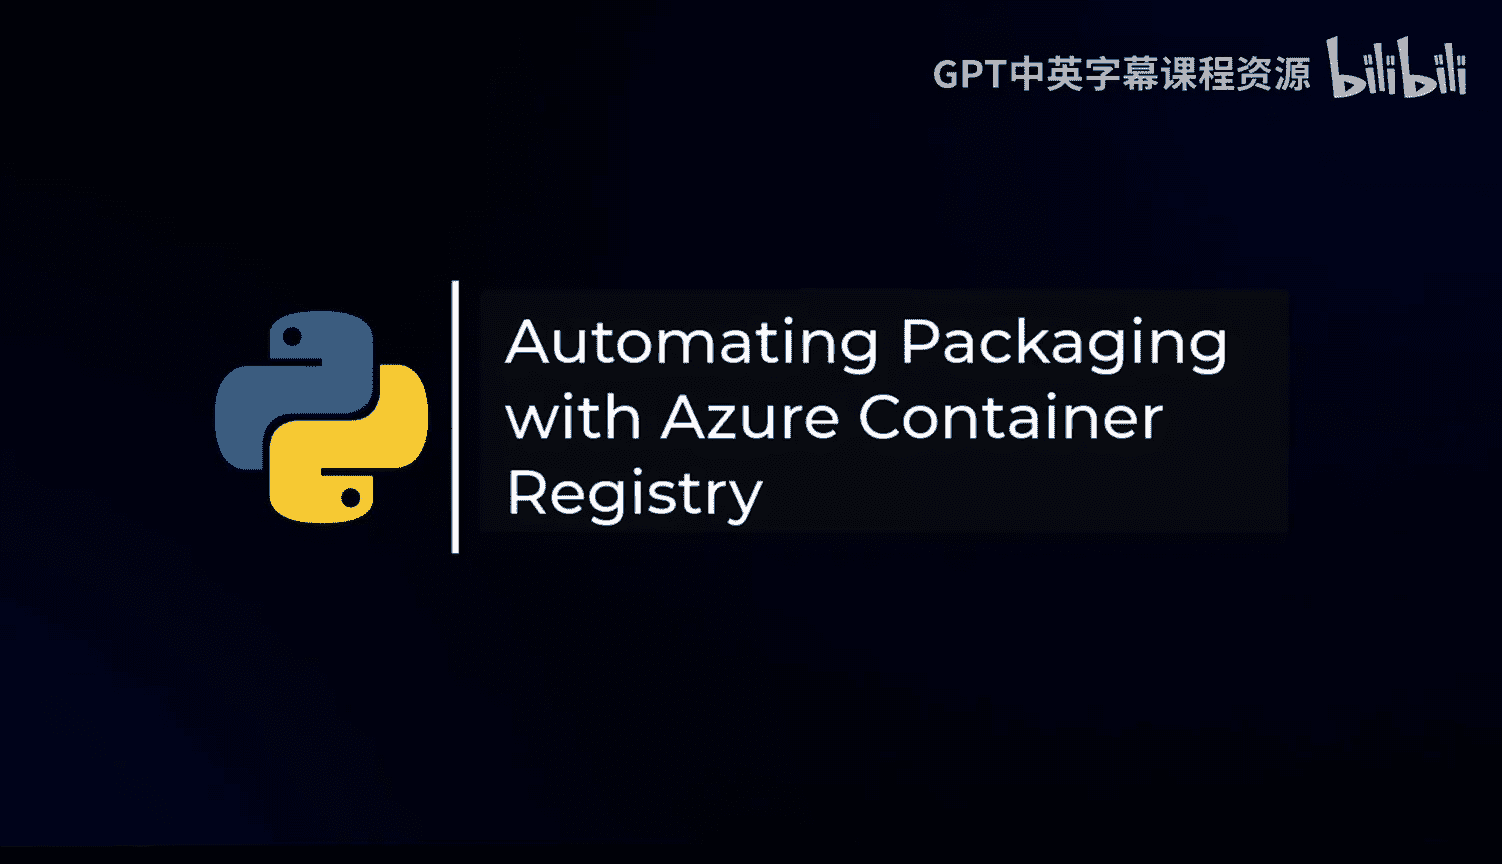 GPT中英字幕课程资源 bilibili
Automating Packaging
with Azure Container
Registry